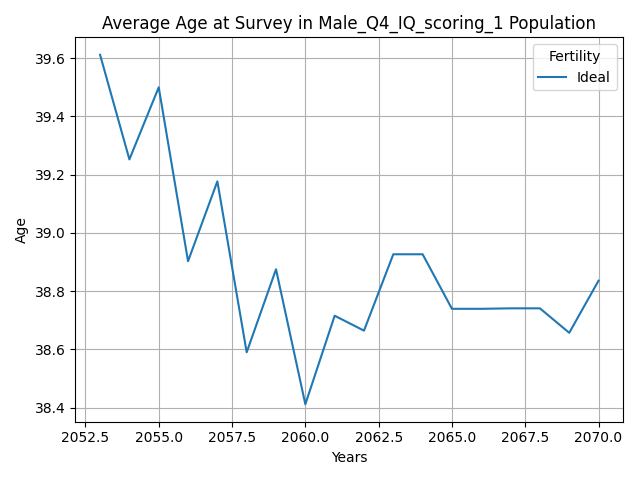 Average Age at Survey in Male_Q4_IQ_scoring_1 Population
Fertility
Ideal
39.6
39.4
39.2
39.0
38.8
38.6
38.4
Age
2052.5 2055.0 2057.5 2060.0 2062.5 2065.0 2067.5 2070.0
Years